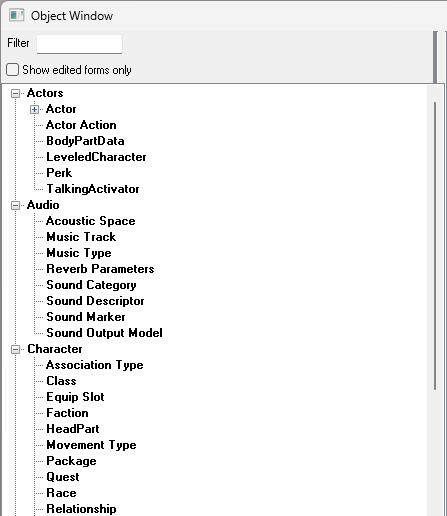 Object Window
Filter
Show edited forms only
Actors
Actor
Actor Action
BodyPartData
LeveledCharacter
Perk
TalkingActivator
Audio
Acoustic Space
Music Track
Music Type
Reverb Parameters
Sound Category
Sound Descriptor
Sound Marker
Sound Output Model
Character
Association Type
Class
Equip Slot
Faction
HeadPart
Movement Type
Package
Quest
Race
Relationship